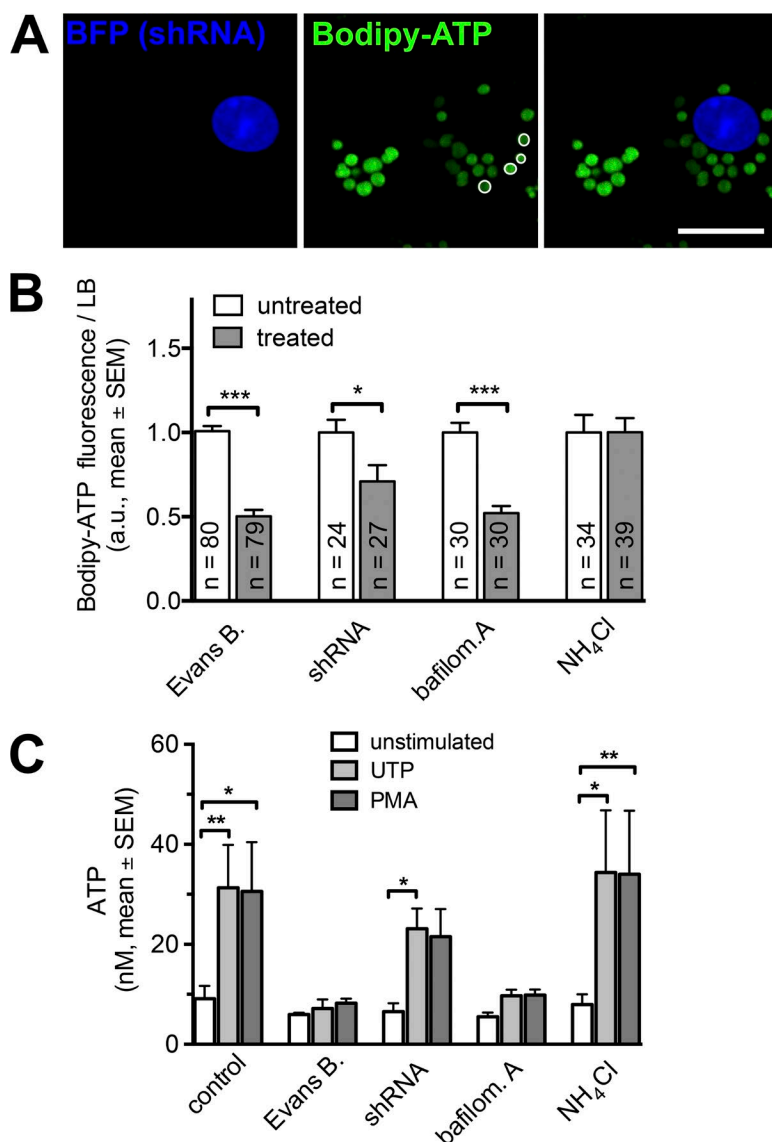 A
BFP (shRNA)
Bodipy-ATP
B
Bodipy-ATP fluorescence / LB
(a.u., mean ± SEM)
untreated
treated
1.5
1.0
0.5
0.0
***
*
***
n = 80
n = 79
n = 24
n = 27
n = 30
n = 30
n = 34
n = 39
Evans B.
shRNA
bafilom.A
NH₄Cl
C
ATP
(nM, mean ± SEM)
unstimulated
UTP
PMA
60
40
20
0
*
**
*
**
*
control
Evans B.
shRNA
bafilom. A
NH₄Cl